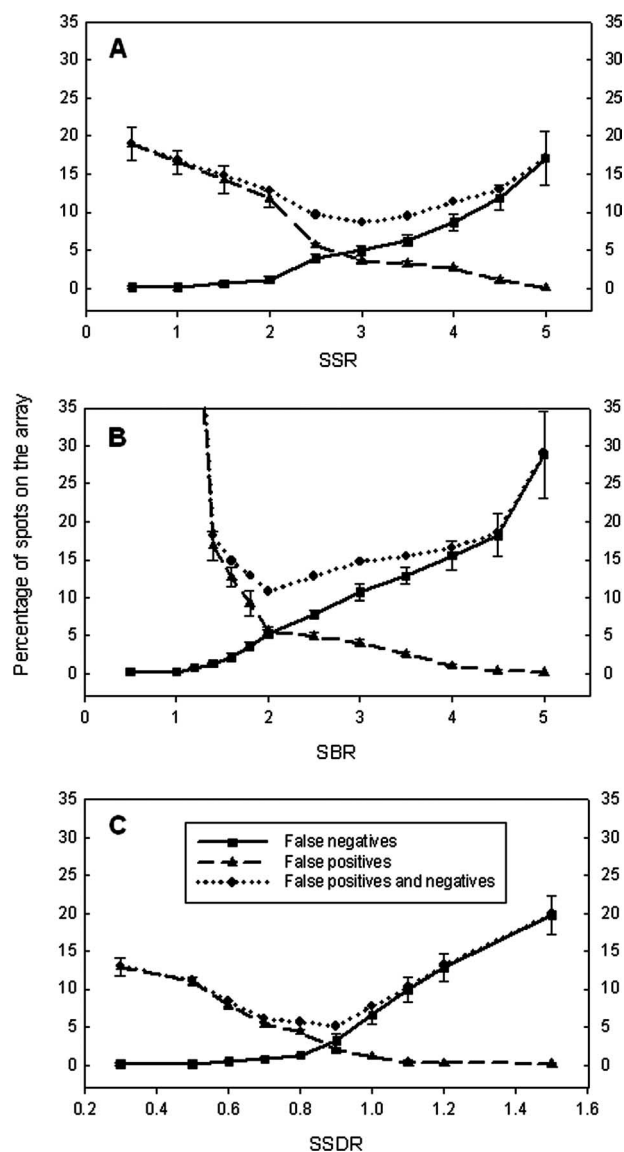 A
35 30 25 20 15 10 5 0
35 30 25 20 15 10 5 0
0 1 2 3 4 5
SSR
Percentage of spots on the array
B
35 30 25 20 15 10 5 0
35 30 25 20 15 10 5 0
0 1 2 3 4 5
SBR
C
35 30 25 20 15 10 5 0
35 30 25 20 15 10 5 0
False negatives
False positives
False positives and negatives
0.2 0.4 0.6 0.8 1.0 1.2 1.4 1.6
SSDR